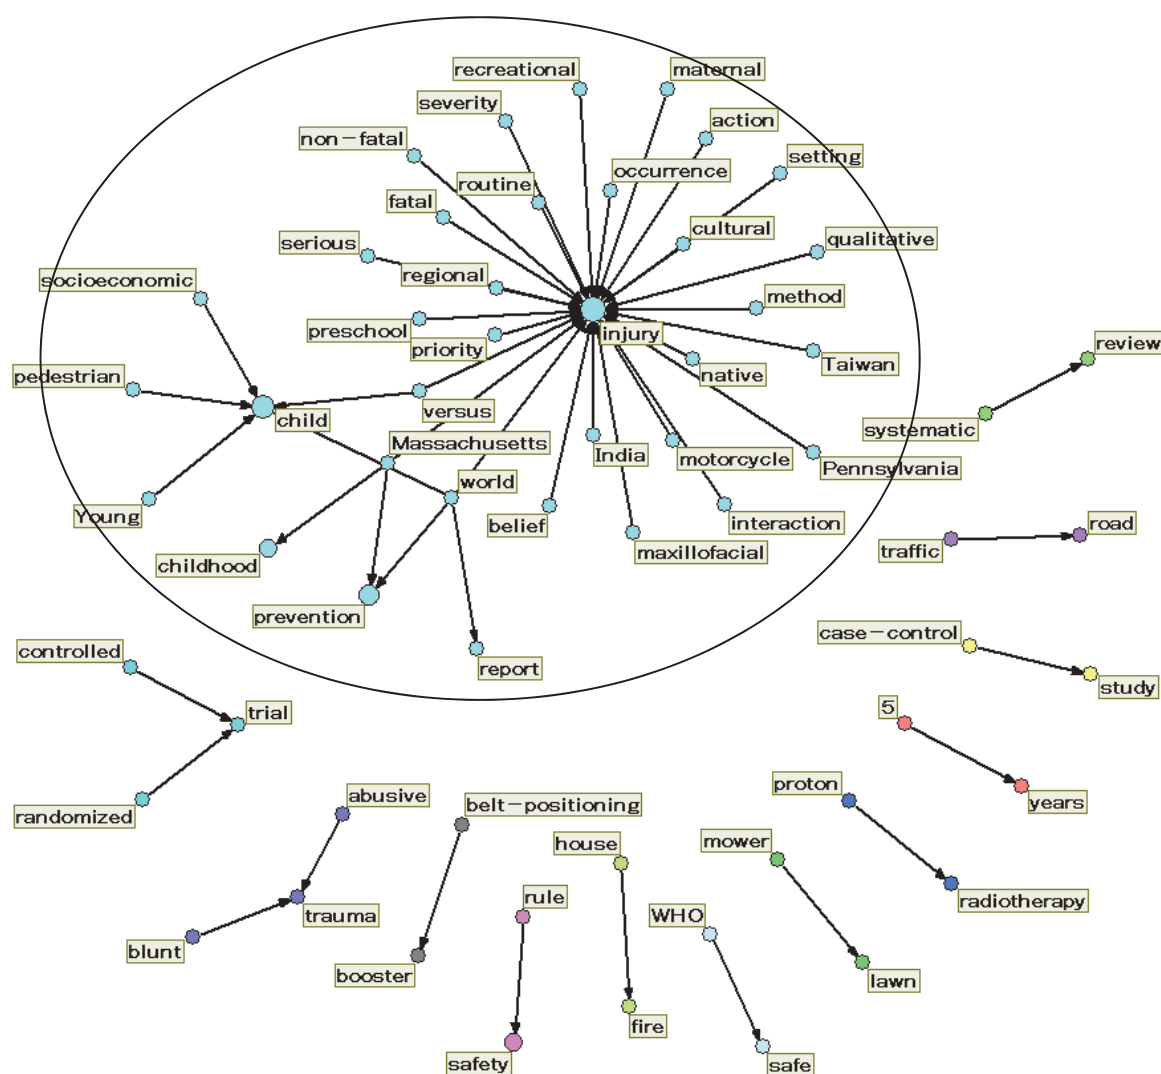 recreational
maternal
severity
action
non-fatal
setting
occurrence
routine
fatal
cultural
qualitative
serious
regional
socioeconomic
method
preschool
injury
priority
review
Taiwan
native
pedestrian
child
versus
systematic
Massachusetts
India
motorcycle
Pennsylvania
world
Young
belief
interaction
road
traffic
maxillofacial
childhood
prevention
case-control
controlled
report
study
trial
5
randomized
abusive
belt-positioning
proton
years
house
mower
rule
WHO
radiotherapy
trauma
blunt
booster
lawn
fire
safety
safe